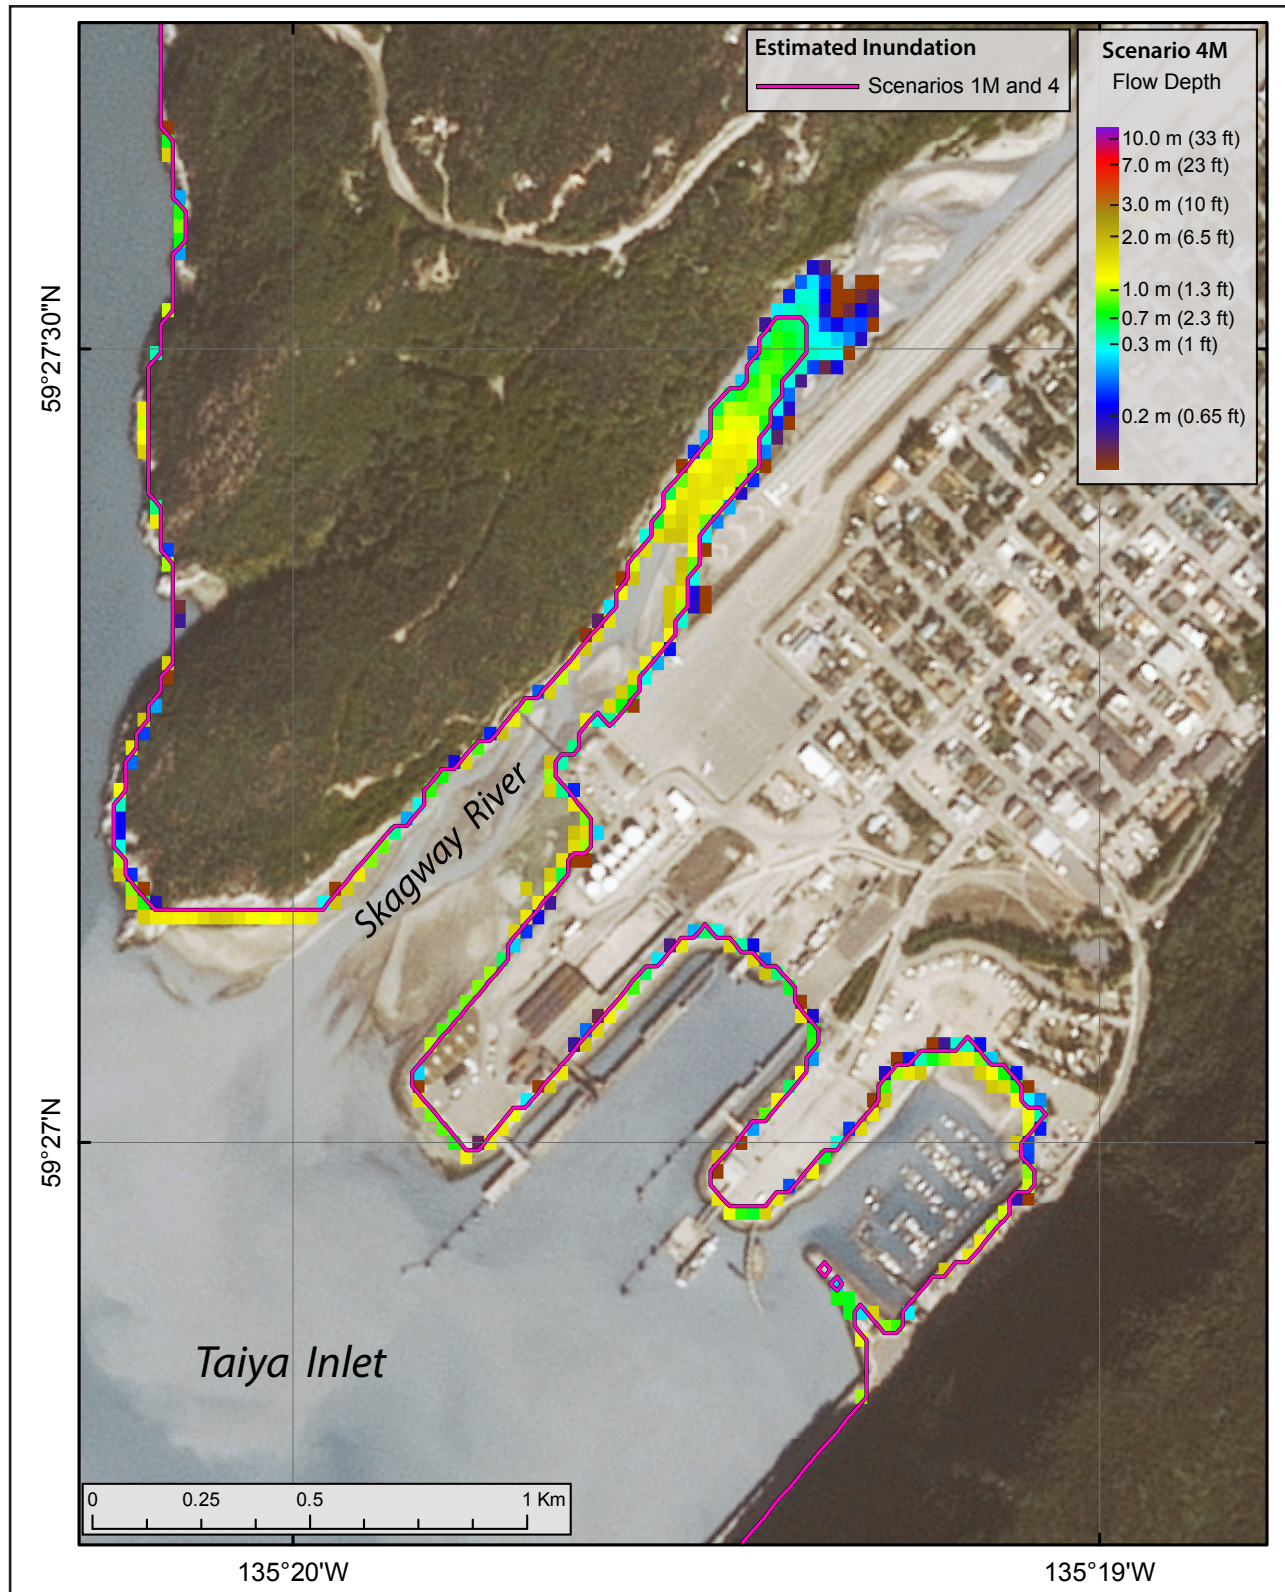 Estimated Inundation
Scenarios 1M and 4
Scenario 4M
Flow Depth
10.0 m (33 ft)
7.0 m (23 ft)
3.0 m (10 ft)
2.0 m (6.5 ft)
1.0 m (1.3 ft)
0.7 m (2.3 ft)
0.3 m (1 ft)
0.2 m (0.65 ft)
59°27'30"N
Skagway River
59°27'N
Taiya Inlet
0 0.25 0.5 1 Km
135°20'W 135°19'W